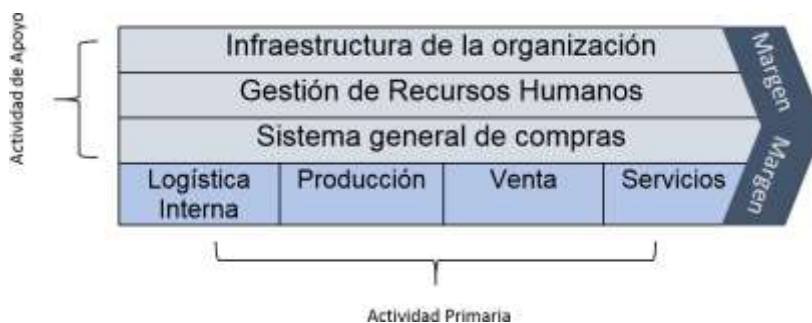 Actividad de Apoyo
Infraestructura de la organización
Gestión de Recursos Humanos
Sistema general de compras
Margen
Margen
Logística
Interna
Producción
Venta
Servicios
Actividad Primaria